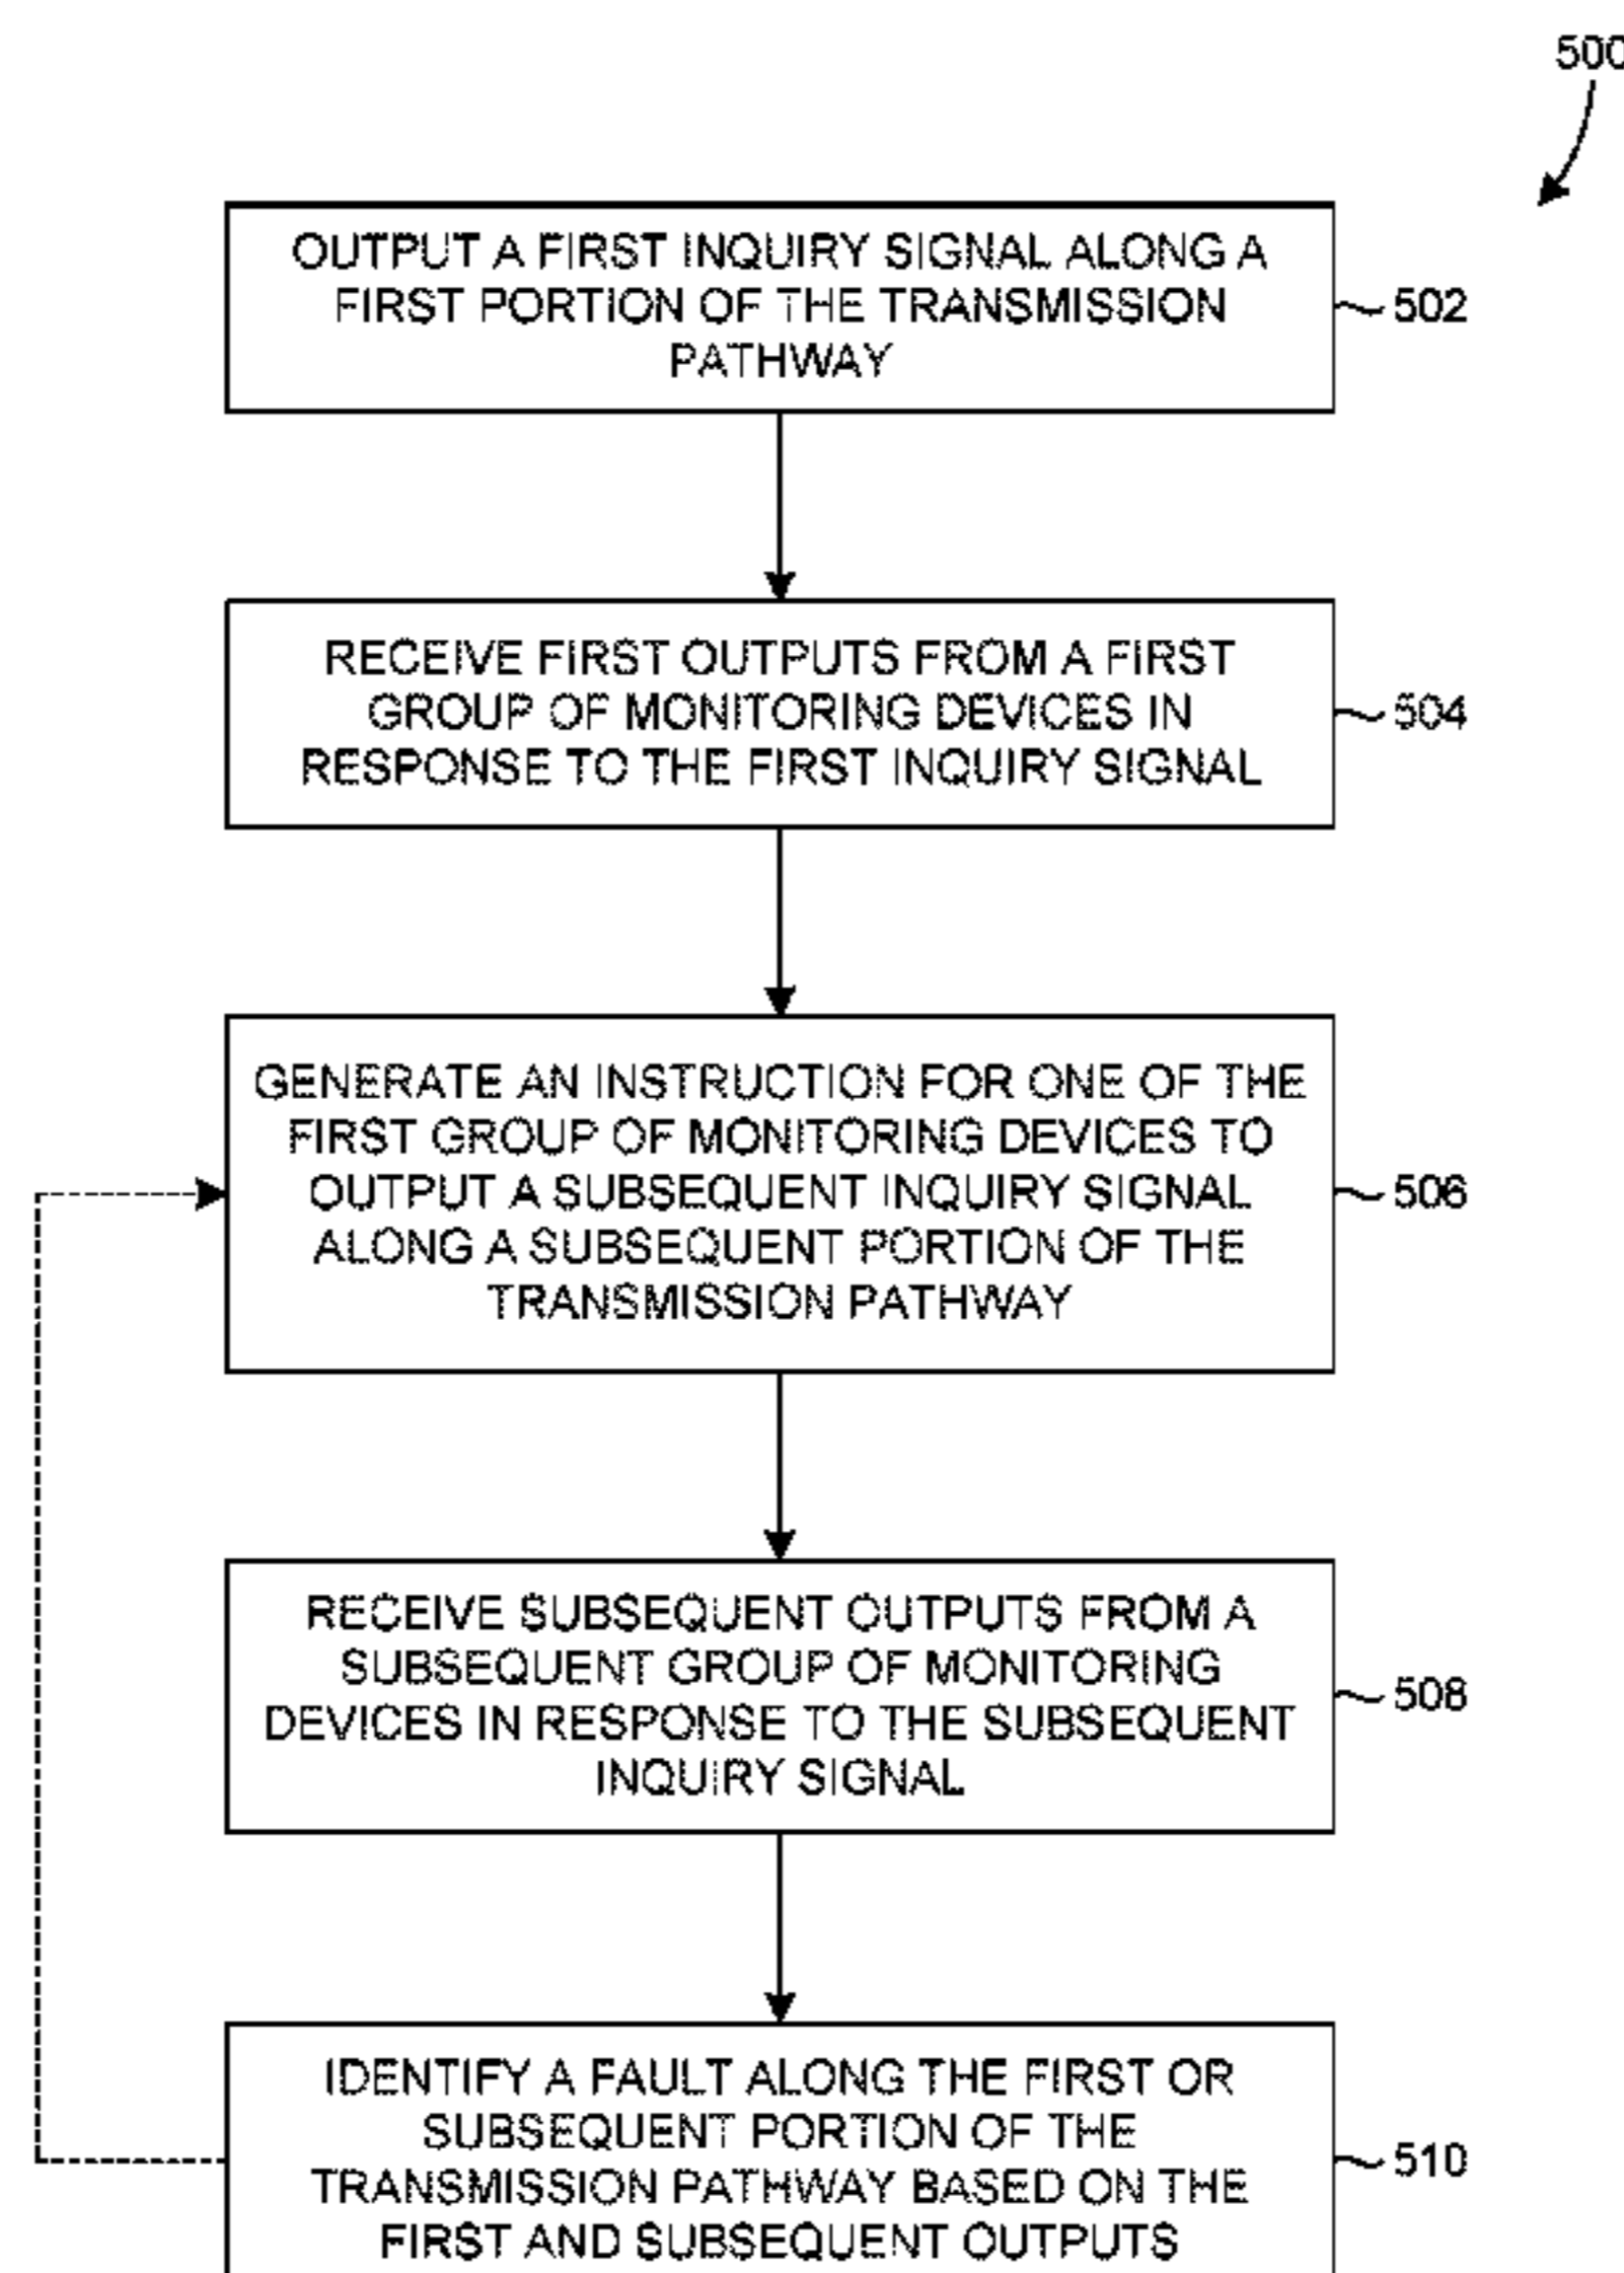 500
OUTPUT A FIRST INQUIRY SIGNAL ALONG A
FIRST PORTION OF THE TRANSMISSION
PATHWAY
502
RECEIVE FIRST OUTPUTS FROM A FIRST
GROUP OF MONITORING DEVICES IN
RESPONSE TO THE FIRST INQUIRY SIGNAL
504
GENERATE AN INSTRUCTION FOR ONE OF THE
FIRST GROUP OF MONITORING DEVICES TO
OUTPUT A SUBSEQUENT INQUIRY SIGNAL
ALONG A SUBSEQUENT PORTION OF THE
TRANSMISSION PATHWAY
506
RECEIVE SUBSEQUENT OUTPUTS FROM A
SUBSEQUENT GROUP OF MONITORING
DEVICES IN RESPONSE TO THE SUBSEQUENT
INQUIRY SIGNAL
508
IDENTIFY A FAULT ALONG THE FIRST OR
SUBSEQUENT PORTION OF THE
TRANSMISSION PATHWAY BASED ON THE
FIRST AND SUBSEQUENT OUTPUTS
510